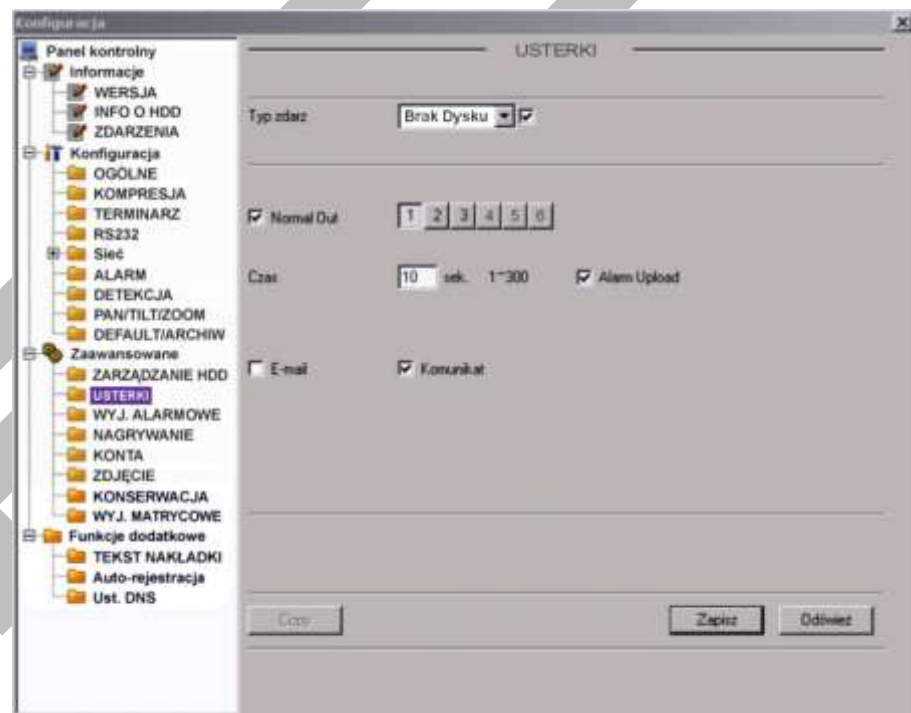 Konfiguracja
Panel kontrolny
Informacje
WERSJA
INFO O HDD
ZDARZENIA
Konfiguracja
OGÓLNE
KOMPRESJA
TERMINARZ
RS232
Sieć
ALARM
DETEKCJA
PAN/TILT/ZOOM
DEFAULT/ARCHIW
Zaawansowane
ZARZĄDZANIE HDD
USTERKI
WYJ. ALARMOWE
NAGRYWANIE
KONTA
ZDJĘCIE
KONSERWACJA
WYJ. MATRYCOWE
Funkcje dodatkowe
TEKST NAKŁADKI
Auto-rejestracja
Ust. DNS
USTERKI
Typ zdarz Brak Dysku
Normal Out 1 2 3 4 5 6
Czas 10 sek. 1~300 Alarm Upload
E-mail Komunikat
Copy Zapisz Odśwież